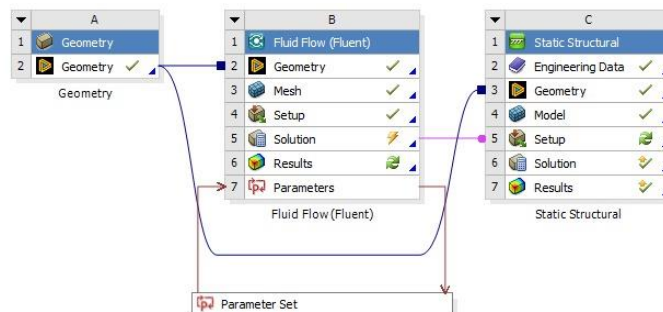 A
1 Geometry
2 Geometry
Geometry
B
1 Fluid Flow (Fluent)
2 Geometry
3 Mesh
4 Setup
5 Solution
6 Results
7 Parameters
Fluid Flow (Fluent)
C
1 Static Structural
2 Engineering Data
3 Geometry
4 Model
5 Setup
6 Solution
7 Results
Static Structural
Parameter Set